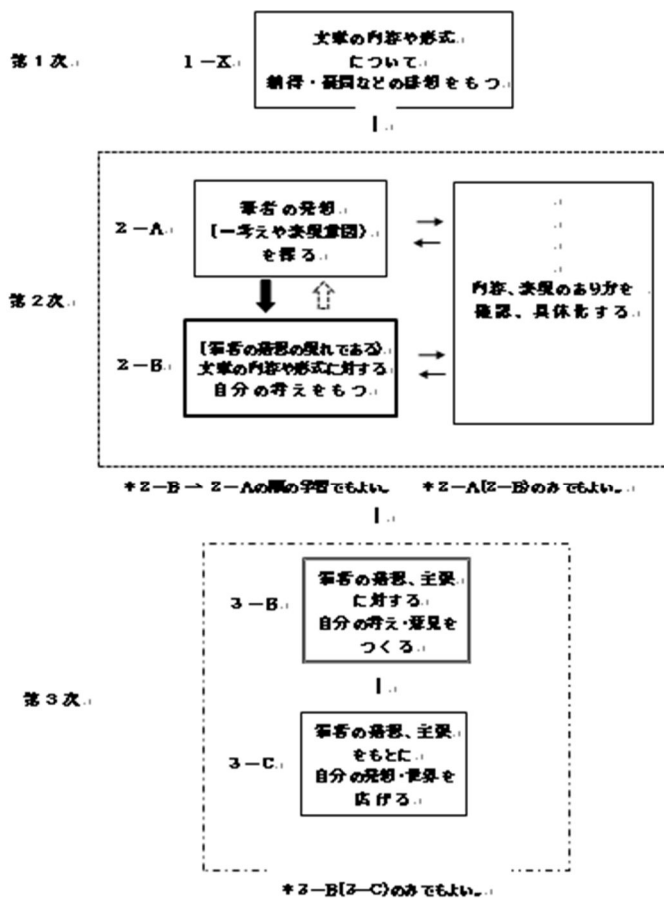 第1次
1-X
文章の内容や形式
について
納得・疑問などの感想をもつ
第2次
2-A
筆者の発想
(=考えや表現意図)
を探る
2-B
(筆者の発想の現れである)
文章の内容や形式に対する
自分の考えをもつ
内容、表現のあり方を
確認、具体化する
*2-B → 2-Aの順の学習でもよい。
*2-A(2-B)のみでもよい。
第3次
3-B
筆者の発想、主張
に対する
自分の考え・意見を
つくる
3-C
筆者の発想、主張
をもとに
自分の発想・世界を
広げる
*3-B(3-C)のみでもよい。